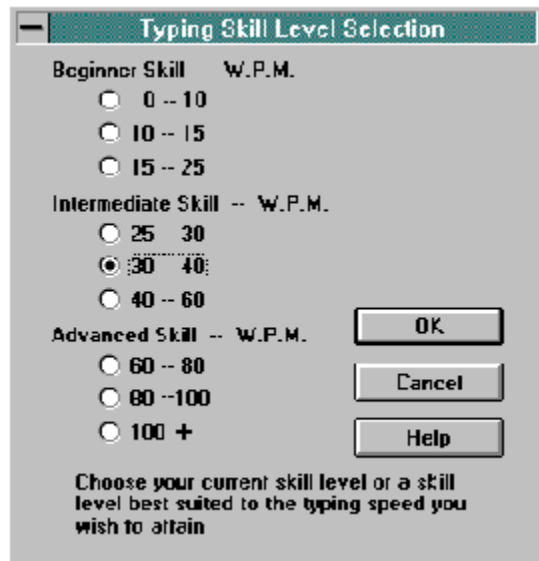 Typing Skill Level Selection
Beginner Skill W.P.M.
0 -- 10
10 -- 15
15 -- 25
Intermediate Skill -- W.P.M.
25 30
30 40
40 -- 60
Advanced Skill -- W.P.M.
60 -- 80
80 --100
100 +
OK
Cancel
Help
Choose your current skill level or a skill
level best suited to the typing speed you
wish to attain